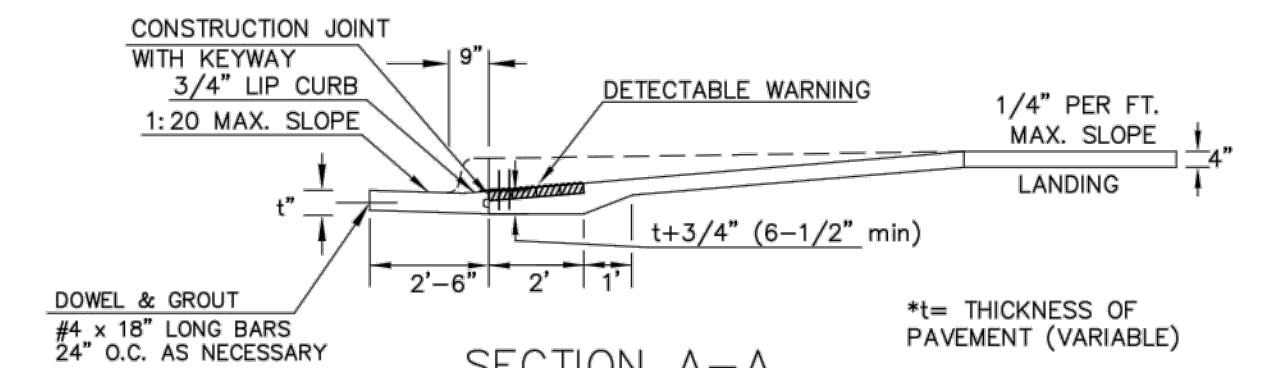 CONSTRUCTION JOINT
WITH KEYWAY
9"
3/4" LIP CURB
DETECTABLE WARNING
1:20 MAX. SLOPE
1/4" PER FT.
MAX. SLOPE
4"
LANDING
t"
t+3/4" (6-1/2" min)
2'-6"
2'
1'
DOWEL & GROUT
#4 x 18" LONG BARS
24" O.C. AS NECESSARY
*t= THICKNESS OF
PAVEMENT (VARIABLE)
SECTION A-A